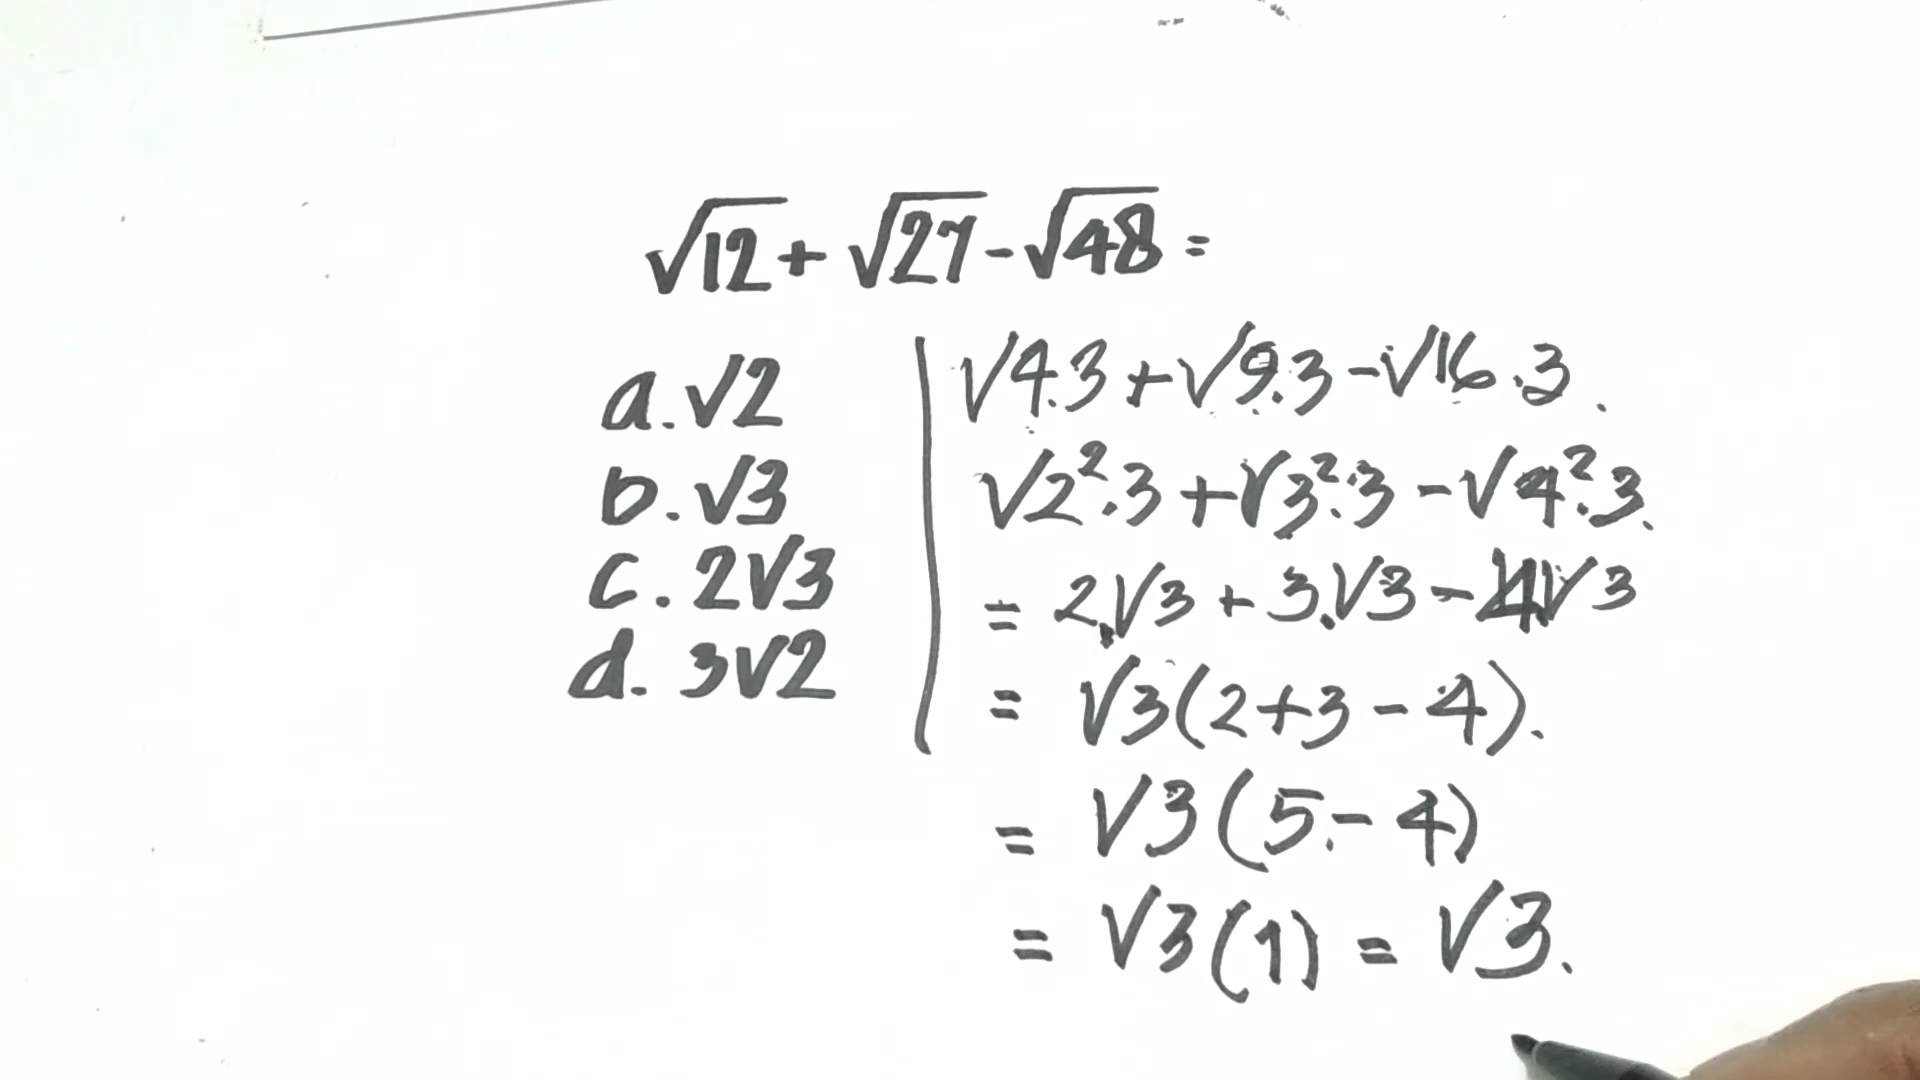 √12 + √27 - √48 =
a. √2
b. √3
c. 2√3
d. 3√2
√4.3 + √9.3 - √16.3.
√2².3 + √3².3 - √4².3.
= 2.√3 + 3.√3 - 4√3
= √3(2+3-4).
= √3(5-4)
= √3(1) = √3.